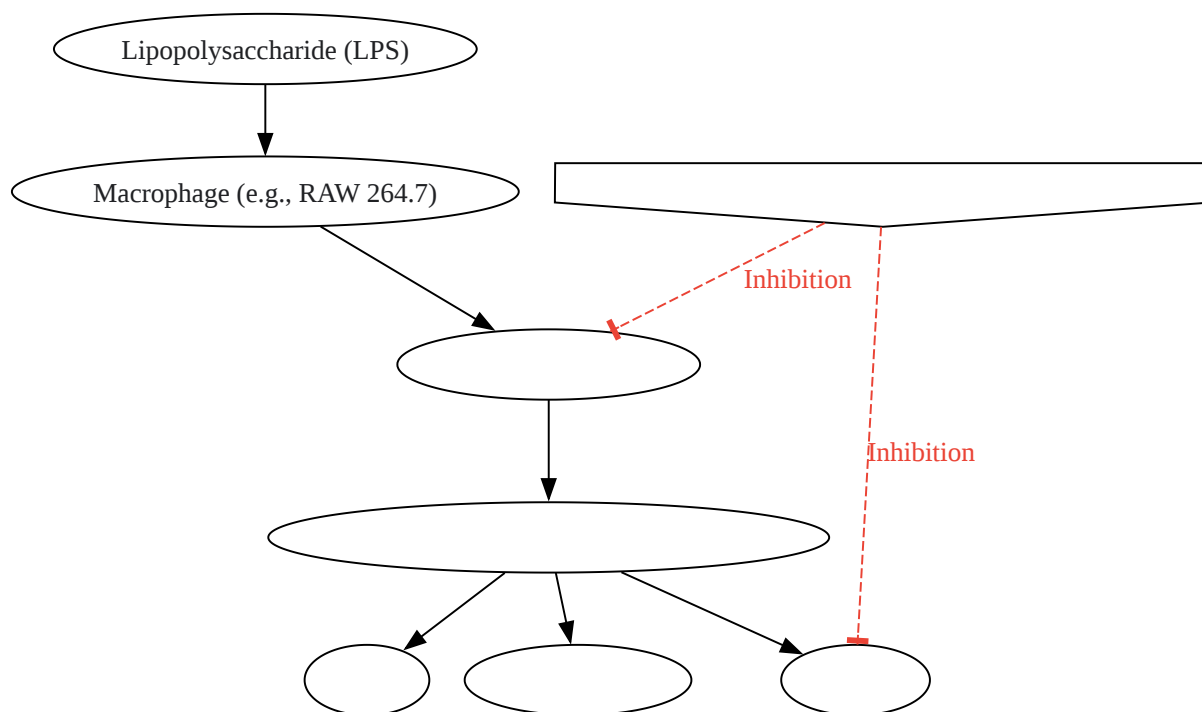 Lipopolysaccharide (LPS)
Macrophage (e.g., RAW 264.7)
Inhibition
Inhibition